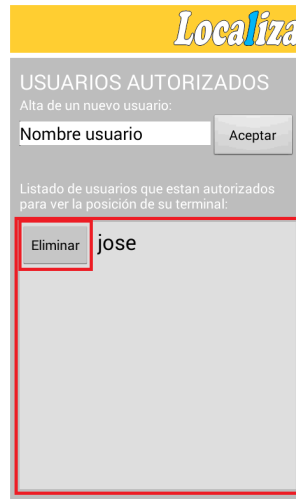 Localiza
USUARIOS AUTORIZADOS
Alta de un nuevo usuario:
Nombre usuario
Aceptar
Listado de usuarios que estan autorizados
para ver la posición de su terminal:
Eliminar
jose